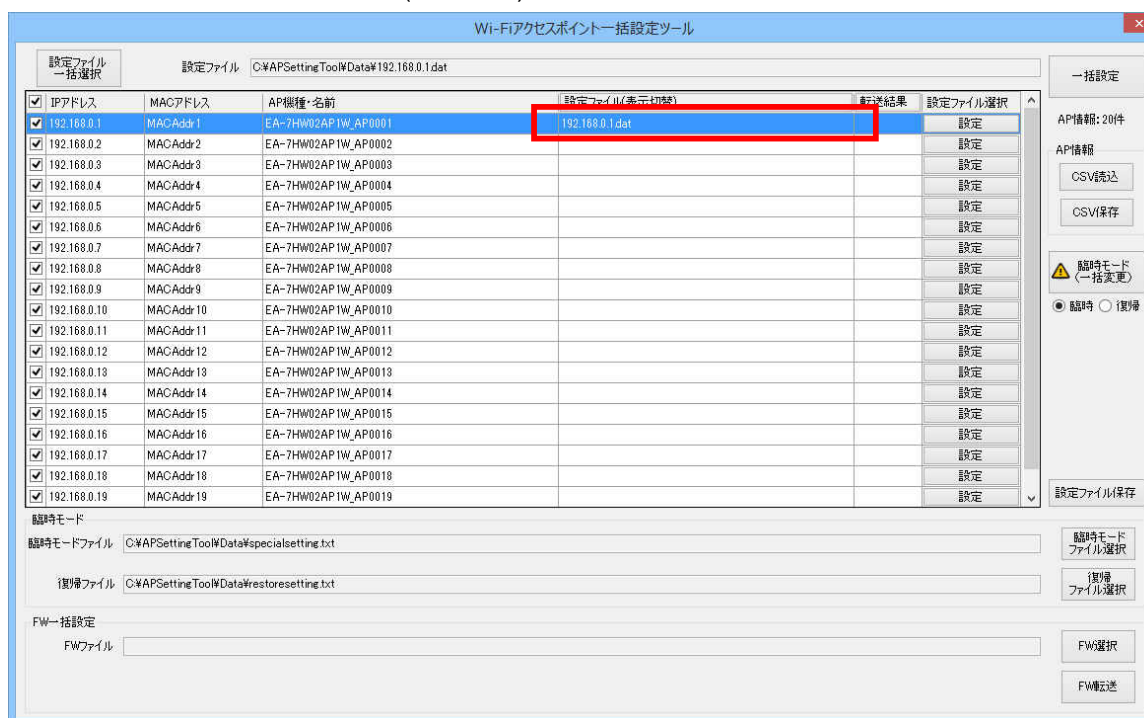 Wi-Fiアクセスポイント一括設定ツール
設定ファイル
一括選択
設定ファイル C:¥APSettingTool¥Data¥192.168.0.1.dat
一括設定
IPアドレス MACアドレス AP機種・名前 設定ファイル(表示切替) 転送結果 設定ファイル選択
192.168.0.1 MACAddr1 EA-7HW02AP1W_AP0001 192.168.0.1.dat 設定
192.168.0.2 MACAddr2 EA-7HW02AP1W_AP0002 設定
192.168.0.3 MACAddr3 EA-7HW02AP1W_AP0003 設定
192.168.0.4 MACAddr4 EA-7HW02AP1W_AP0004 設定
192.168.0.5 MACAddr5 EA-7HW02AP1W_AP0005 設定
192.168.0.6 MACAddr6 EA-7HW02AP1W_AP0006 設定
192.168.0.7 MACAddr7 EA-7HW02AP1W_AP0007 設定
192.168.0.8 MACAddr8 EA-7HW02AP1W_AP0008 設定
192.168.0.9 MACAddr9 EA-7HW02AP1W_AP0009 設定
192.168.0.10 MACAddr10 EA-7HW02AP1W_AP0010 設定
192.168.0.11 MACAddr11 EA-7HW02AP1W_AP0011 設定
192.168.0.12 MACAddr12 EA-7HW02AP1W_AP0012 設定
192.168.0.13 MACAddr13 EA-7HW02AP1W_AP0013 設定
192.168.0.14 MACAddr14 EA-7HW02AP1W_AP0014 設定
192.168.0.15 MACAddr15 EA-7HW02AP1W_AP0015 設定
192.168.0.16 MACAddr16 EA-7HW02AP1W_AP0016 設定
192.168.0.17 MACAddr17 EA-7HW02AP1W_AP0017 設定
192.168.0.18 MACAddr18 EA-7HW02AP1W_AP0018 設定
192.168.0.19 MACAddr19 EA-7HW02AP1W_AP0019 設定
AP情報: 20件
AP情報
CSV読込
CSV保存
臨時モード
(一括変更)
臨時 復帰
設定ファイル保存
臨時モード
臨時モードファイル C:¥APSettingTool¥Data¥specialsetting.txt
臨時モード
ファイル選択
復帰ファイル C:¥APSettingTool¥Data¥restoresetting.txt
復帰
ファイル選択
FW一括設定
FWファイル
FW選択
FW転送